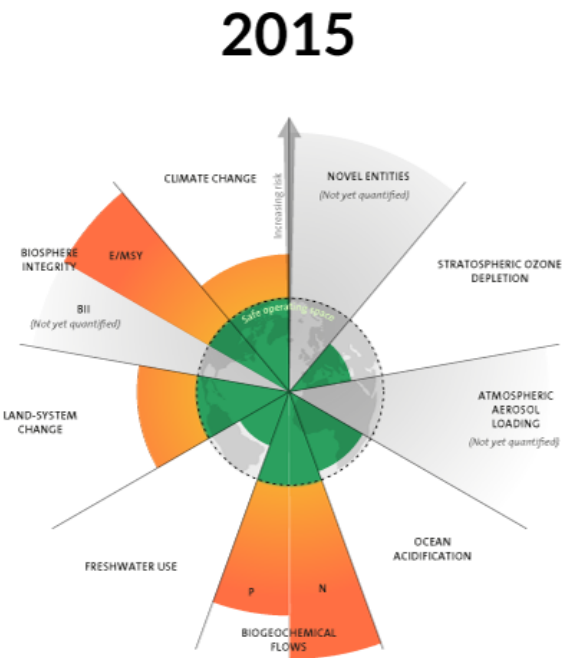 2015
CLIMATE CHANGE
Increasing risk
NOVEL ENTITIES
(Not yet quantified)
STRATOSPHERIC OZONE
DEPLETION
ATMOSPHERIC
AEROSOL
LOADING
(Not yet quantified)
OCEAN
ACIDIFICATION
N
P
BIOGEOCHEMICAL
FLOWS
FRESHWATER USE
LAND-SYSTEM
CHANGE
BII
(Not yet quantified)
BIOSPHERE
INTEGRITY
E/MSY
Safe operating space